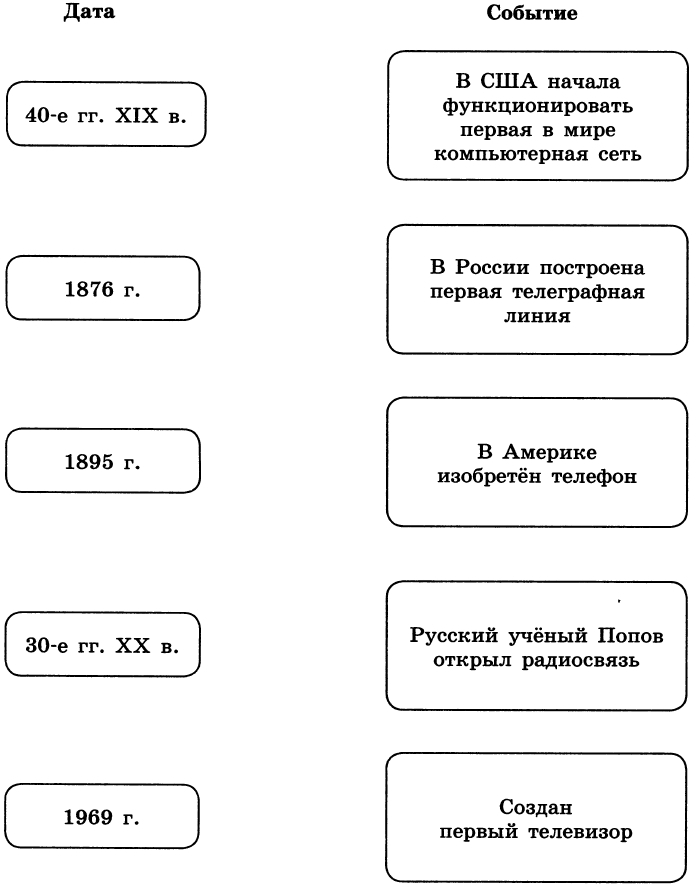 Дата
Событие
40-е гг. XIX в.
В США начала
функционировать
первая в мире
компьютерная сеть
1876 г.
В России построена
первая телеграфная
линия
1895 г.
В Америке
изобретён телефон
30-е гг. XX в.
Русский учёный Попов
открыл радиосвязь
1969 г.
Создан
первый телевизор